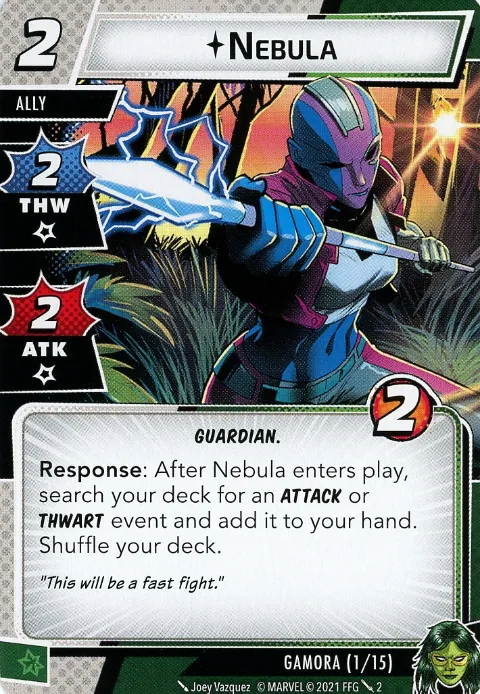 2
NEBULA
ALLY
2
THW
2
ATK
2
GUARDIAN.
Response: After Nebula enters play,
search your deck for an ATTACK or
THWART event and add it to your hand.
Shuffle your deck.
"This will be a fast fight."
GAMORA (1/15)
Joey Vazquez © MARVEL © 2021 FFG 2